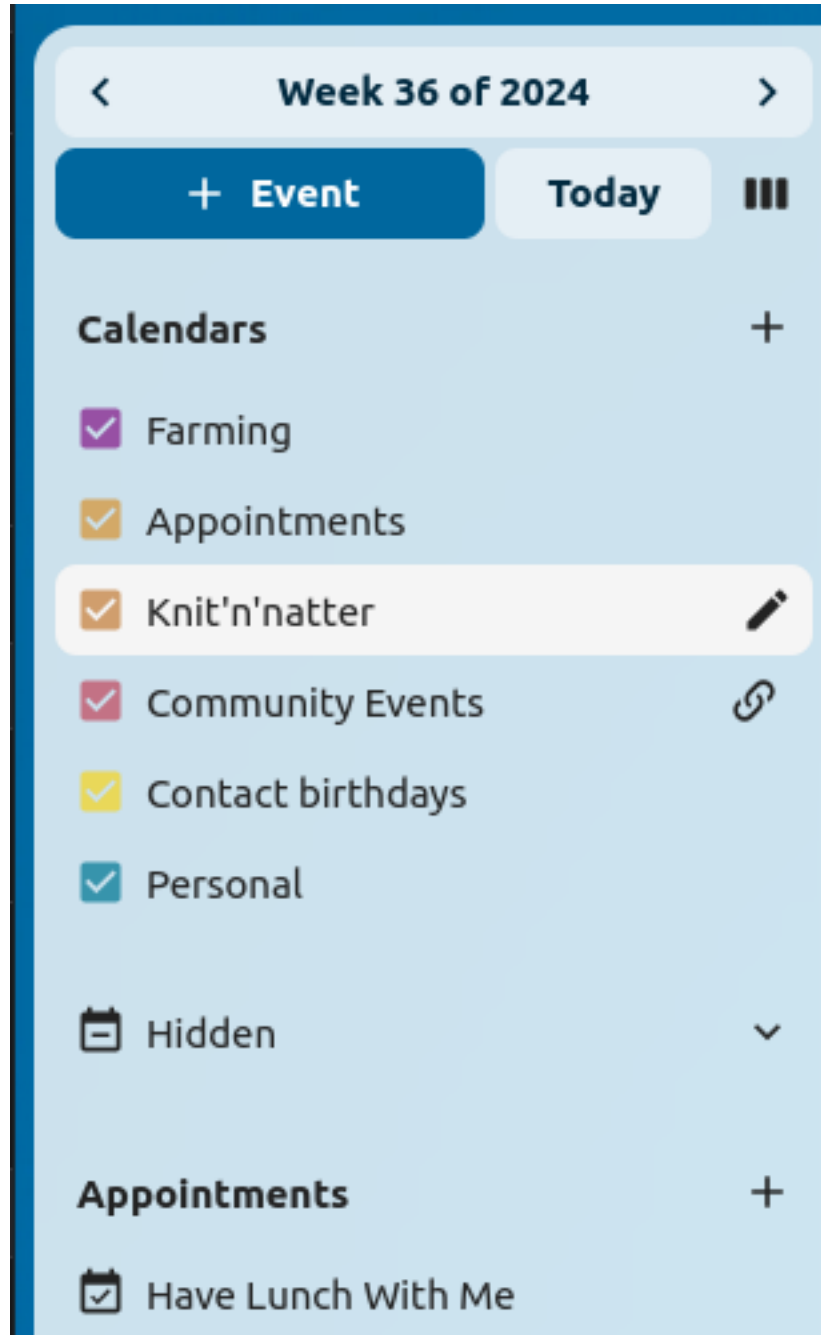 Week 36 of 2024
+ Event Today
Calendars
Farming
Appointments
Knit'n'natter
Community Events
Contact birthdays
Personal
Hidden
Appointments
Have Lunch With Me